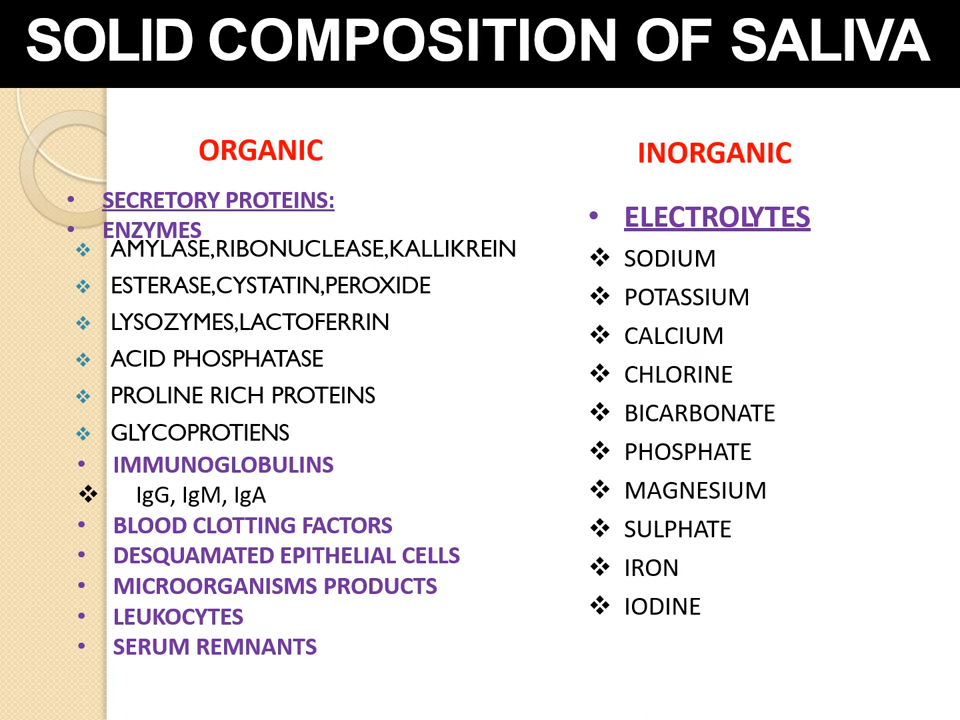 SOLID COMPOSITION OF SALIVA
ORGANIC
• SECRETORY PROTEINS:
• ENZYMES
❖ AMYLASE,RIBONUCLEASE,KALLIKREIN
❖ ESTERASE,CYSTATIN,PEROXIDE
❖ LYSOZYMES,LACTOFERRIN
❖ ACID PHOSPHATASE
❖ PROLINE RICH PROTEINS
❖ GLYCOPROTIENS
• IMMUNOGLOBULINS
❖ IgG, IgM, IgA
• BLOOD CLOTTING FACTORS
• DESQUAMATED EPITHELIAL CELLS
• MICROORGANISMS PRODUCTS
• LEUKOCYTES
• SERUM REMNANTS
INORGANIC
• ELECTROLYTES
❖ SODIUM
❖ POTASSIUM
❖ CALCIUM
❖ CHLORINE
❖ BICARBONATE
❖ PHOSPHATE
❖ MAGNESIUM
❖ SULPHATE
❖ IRON
❖ IODINE